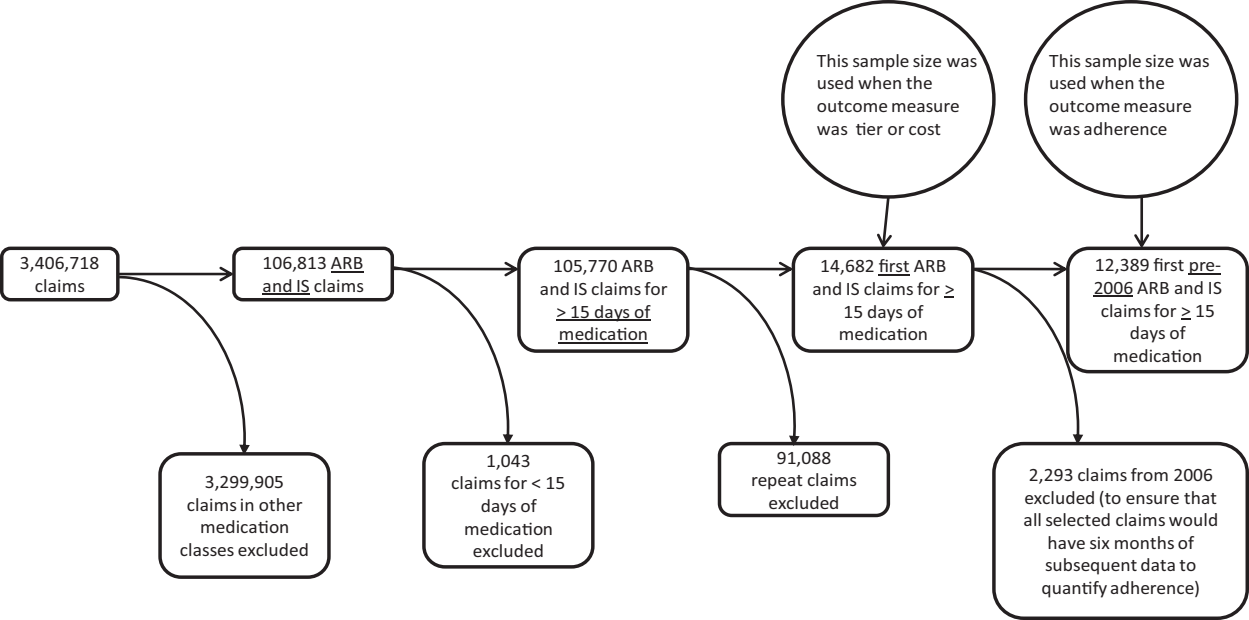 This sample size was
used when the
outcome measure
was tier or cost
This sample size was
used when the
outcome measure
was adherence
3,406,718
claims
106,813 ARB
and IS claims
105,770 ARB
and IS claims for
> 15 days of
medication
14,682 first ARB
and IS claims for >
15 days of
medication
12,389 first pre-
2006 ARB and IS
claims for > 15
days of
medication
3,299,905
claims in other
medication
classes excluded
1,043
claims for < 15
days of
medication
excluded
91,088
repeat claims
excluded
2,293 claims from 2006
excluded (to ensure that
all selected claims would
have six months of
subsequent data to
quantify adherence)